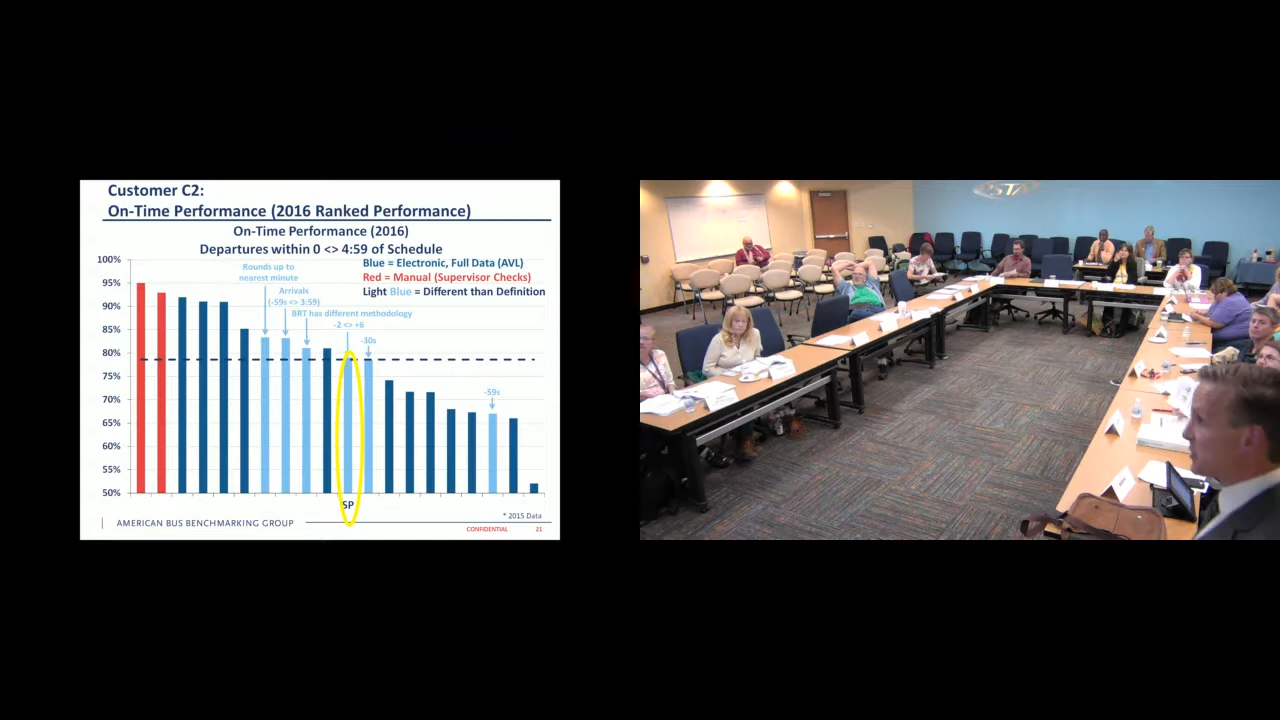 Customer C2:
On-Time Performance (2016 Ranked Performance)
On-Time Performance (2016)
Departures within 0 <> 4:59 of Schedule
Blue = Electronic, Full Data (AVL)
Red = Manual (Supervisor Checks)
Light Blue = Different than Definition
Rounds up to
nearest minute
Arrivals
(-59s <> 3:59)
BRT has different methodology
-2 <> +6
-30s
-59s
100%
95%
90%
85%
80%
75%
70%
65%
60%
55%
50%
SP
* 2015 Data
AMERICAN BUS BENCHMARKING GROUP
CONFIDENTIAL 21
STA